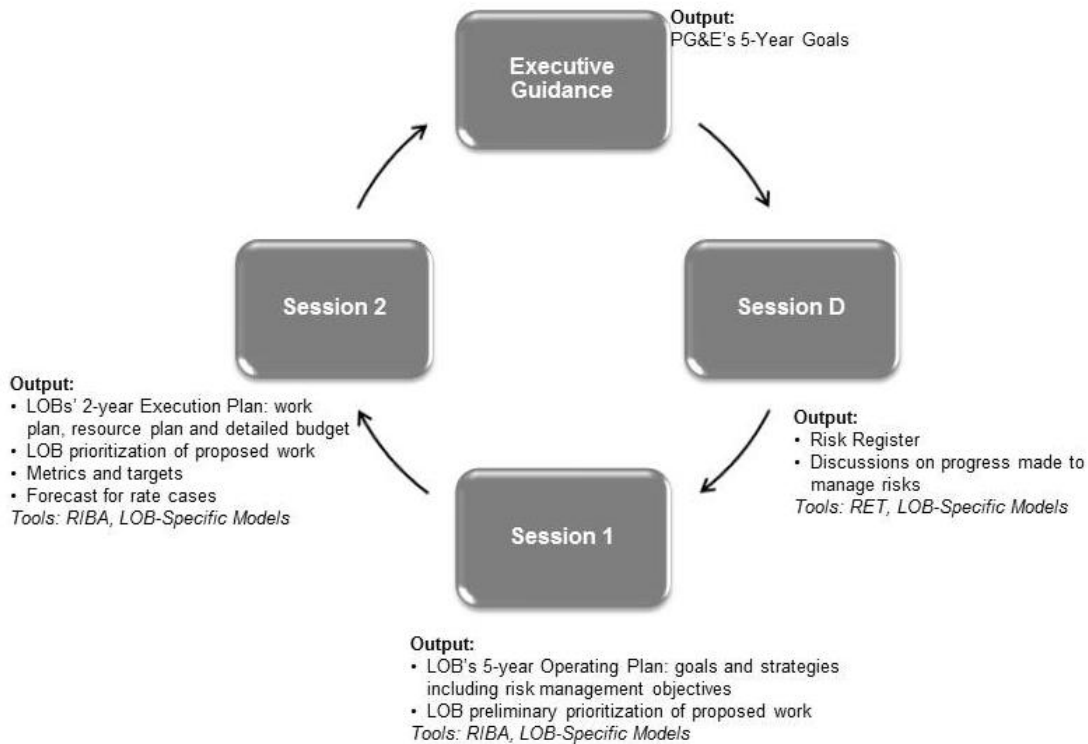 Output:
PG&E's 5-Year Goals
Executive
Guidance
Session 2
Session D
Output:
• LOBs' 2-year Execution Plan: work
plan, resource plan and detailed budget
• LOB prioritization of proposed work
• Metrics and targets
• Forecast for rate cases
Tools: RIBA, LOB-Specific Models
Output:
• Risk Register
• Discussions on progress made to
manage risks
Tools: RET, LOB-Specific Models
Session 1
Output:
• LOB's 5-year Operating Plan: goals and strategies
including risk management objectives
• LOB preliminary prioritization of proposed work
Tools: RIBA, LOB-Specific Models